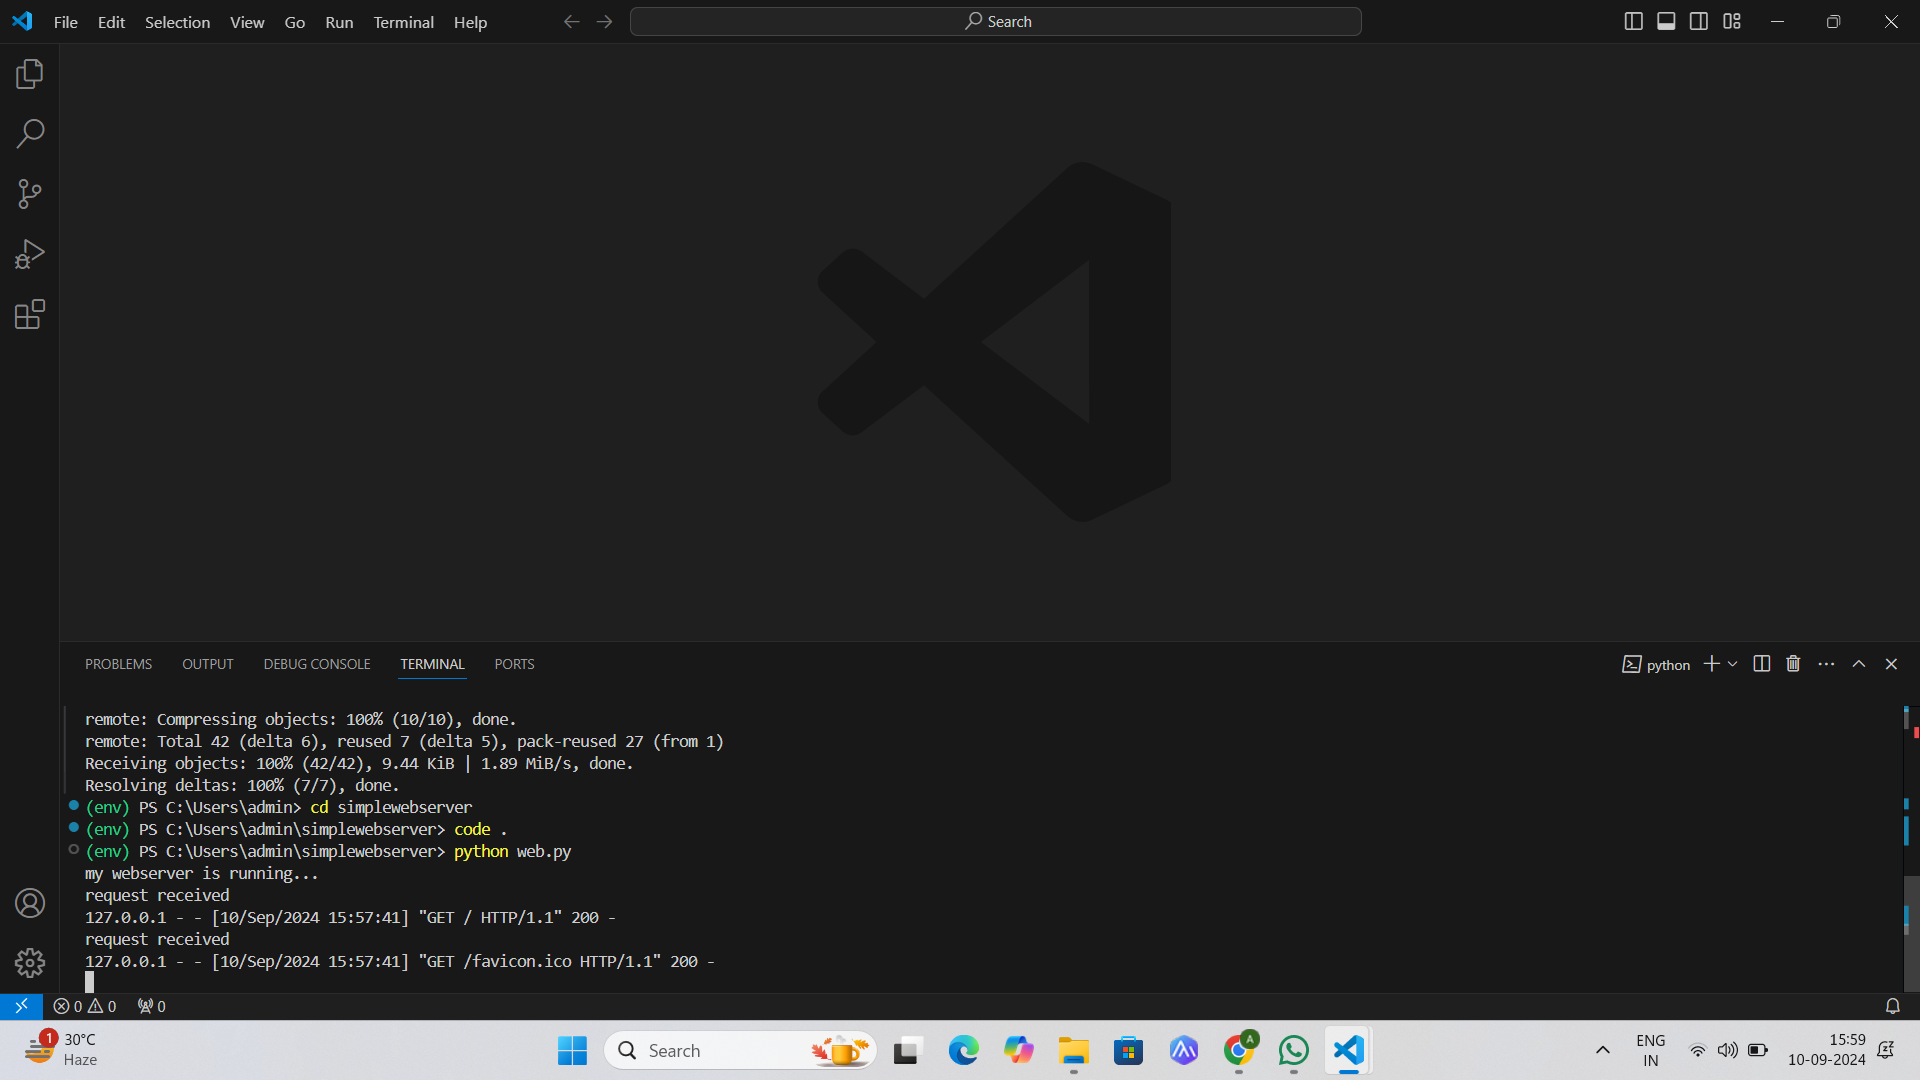 File Edit Selection View Go Run Terminal Help
Search
PROBLEMS OUTPUT DEBUG CONSOLE TERMINAL PORTS
python
remote: Compressing objects: 100% (10/10), done.
remote: Total 42 (delta 6), reused 7 (delta 5), pack-reused 27 (from 1)
Receiving objects: 100% (42/42), 9.44 KiB | 1.89 MiB/s, done.
Resolving deltas: 100% (7/7), done.
(env) PS C:\Users\admin> cd simplewebserver
(env) PS C:\Users\admin\simplewebserver> code .
(env) PS C:\Users\admin\simplewebserver> python web.py
my webserver is running...
request received
127.0.0.1 - - [10/Sep/2024 15:57:41] "GET / HTTP/1.1" 200 -
request received
127.0.0.1 - - [10/Sep/2024 15:57:41] "GET /favicon.ico HTTP/1.1" 200 -
0 0 0
1
30°C
Haze
Search
A
ENG
IN
15:59
10-09-2024